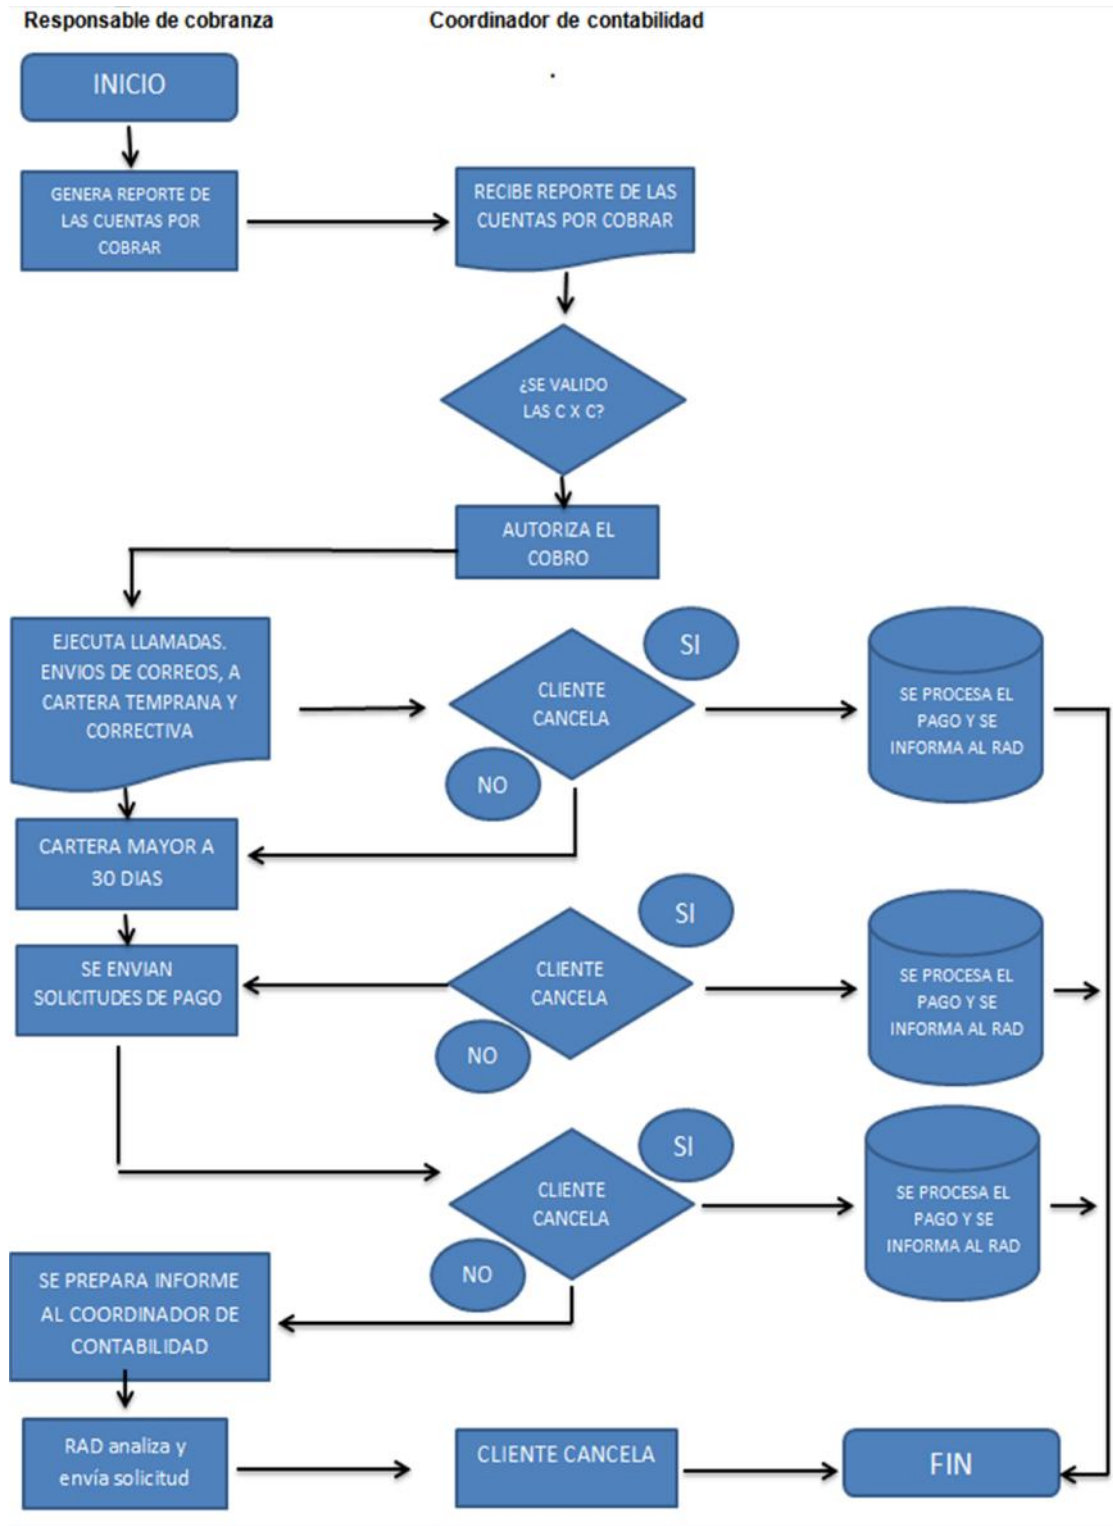 Responsable de cobranza
Coordinador de contabilidad
.
INICIO
GENERA REPORTE DE
LAS CUENTAS POR
COBRAR
RECIBE REPORTE DE LAS
CUENTAS POR COBRAR
¿SE VALIDO
LAS C X C?
AUTORIZA EL
COBRO
EJECUTA LLAMADAS.
ENVIOS DE CORREOS, A
CARTERA TEMPRANA Y
CORRECTIVA
CLIENTE
CANCELA
SI
NO
SE PROCESA EL
PAGO Y SE
INFORMA AL RAD
CARTERA MAYOR A
30 DIAS
SE ENVIAN
SOLICITUDES DE PAGO
CLIENTE
CANCELA
SI
NO
SE PROCESA EL
PAGO Y SE
INFORMA AL RAD
CLIENTE
CANCELA
SI
NO
SE PROCESA EL
PAGO Y SE
INFORMA AL RAD
SE PREPARA INFORME
AL COORDINADOR DE
CONTABILIDAD
RAD analiza y
envía solicitud
CLIENTE CANCELA
FIN